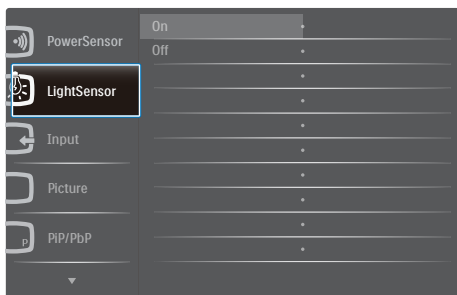 PowerSensor
LightSensor
Input
Picture
P
PiP/PbP
On
Off